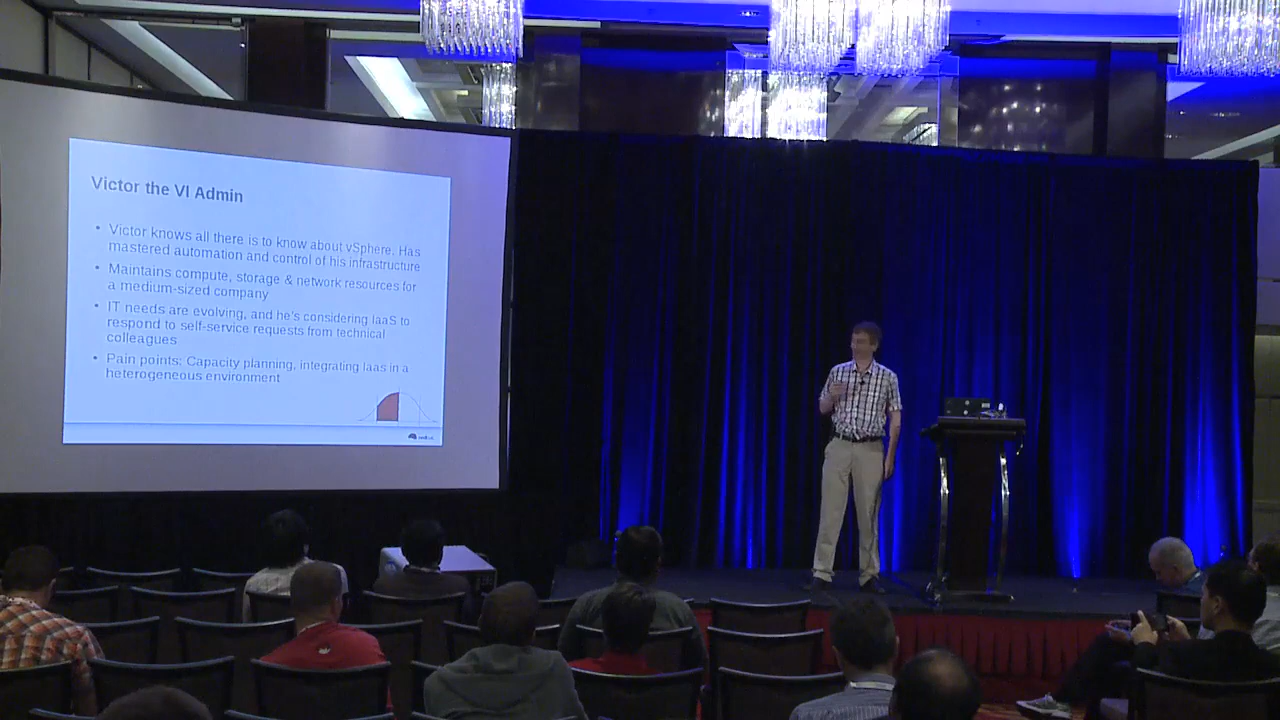 Victor the VI Admin
• Victor knows all there is to know about vSphere. Has
mastered automation and control of his infrastructure
• Maintains compute, storage & network resources for
a medium-sized company
• IT needs are evolving, and he's considering IaaS to
respond to self-service requests from technical
colleagues
• Pain points: Capacity planning, integrating Iaas in a
heterogeneous environment